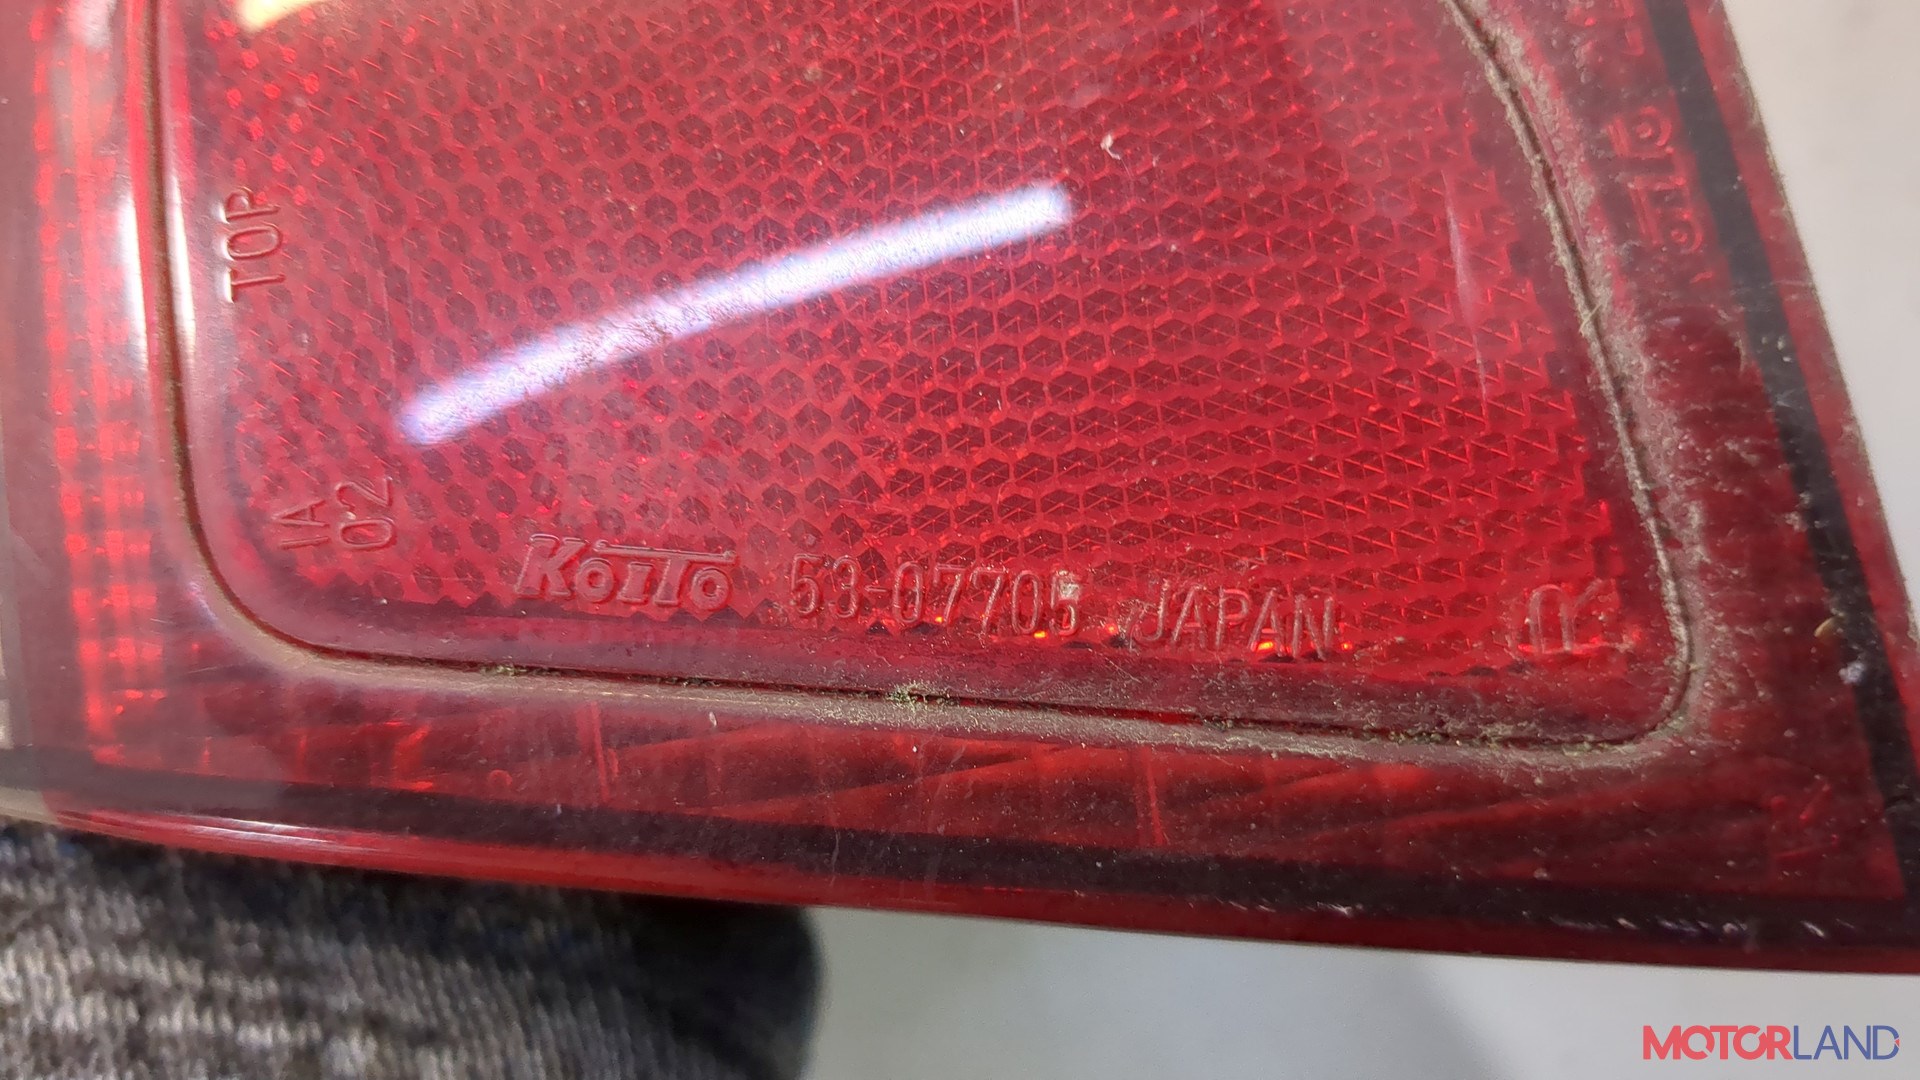 TOP
IA
02
KOITO 53-07705 JAPAN R
MOTORLAND